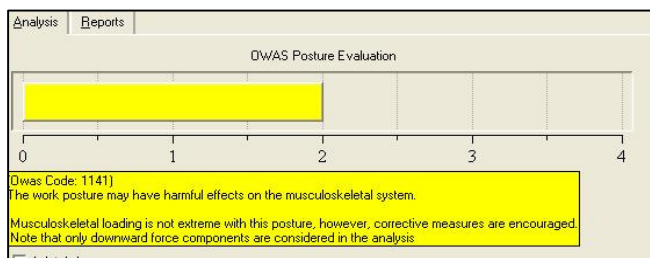 Analysis Reports
OWAS Posture Evaluation
0 1 2 3 4
Owas Code: 1141)
The work posture may have harmful effects on the musculoskeletal system.
Musculoskeletal loading is not extreme with this posture, however, corrective measures are encouraged.
Note that only downward force components are considered in the analysis